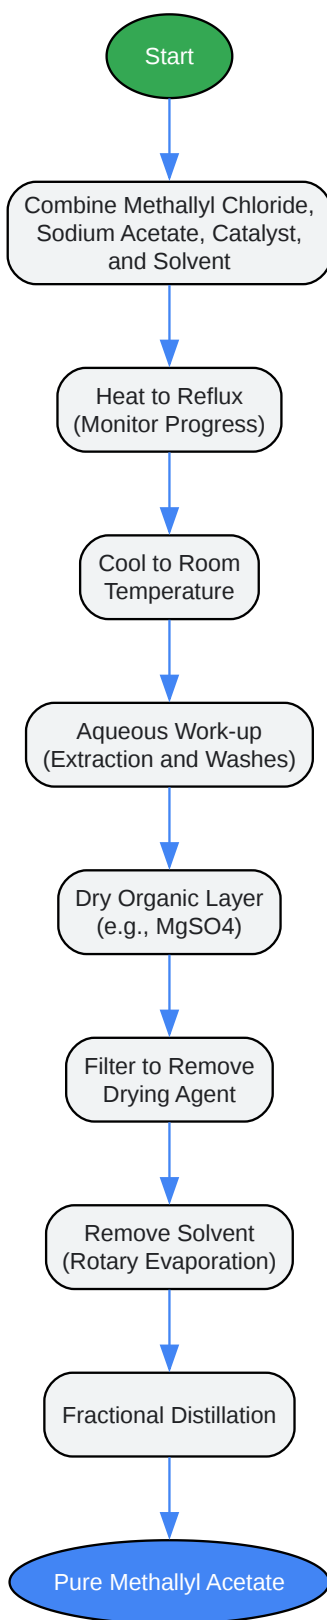 Start
Combine Methallyl Chloride,
Sodium Acetate, Catalyst,
and Solvent
Heat to Reflux
(Monitor Progress)
Cool to Room
Temperature
Aqueous Work-up
(Extraction and Washes)
Dry Organic Layer
(e.g., MgSO4)
Filter to Remove
Drying Agent
Remove Solvent
(Rotary Evaporation)
Fractional Distillation
Pure Methallyl Acetate